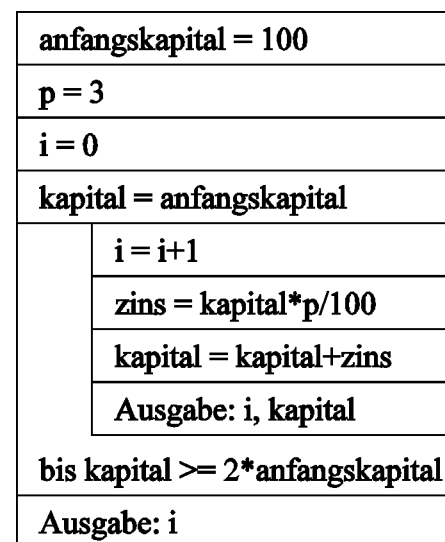 anfangskapital = 100
p = 3
i = 0
kapital = anfangskapital
i = i+1
zins = kapital*p/100
kapital = kapital+zins
Ausgabe: i, kapital
bis kapital >= 2*anfangskapital
Ausgabe: i